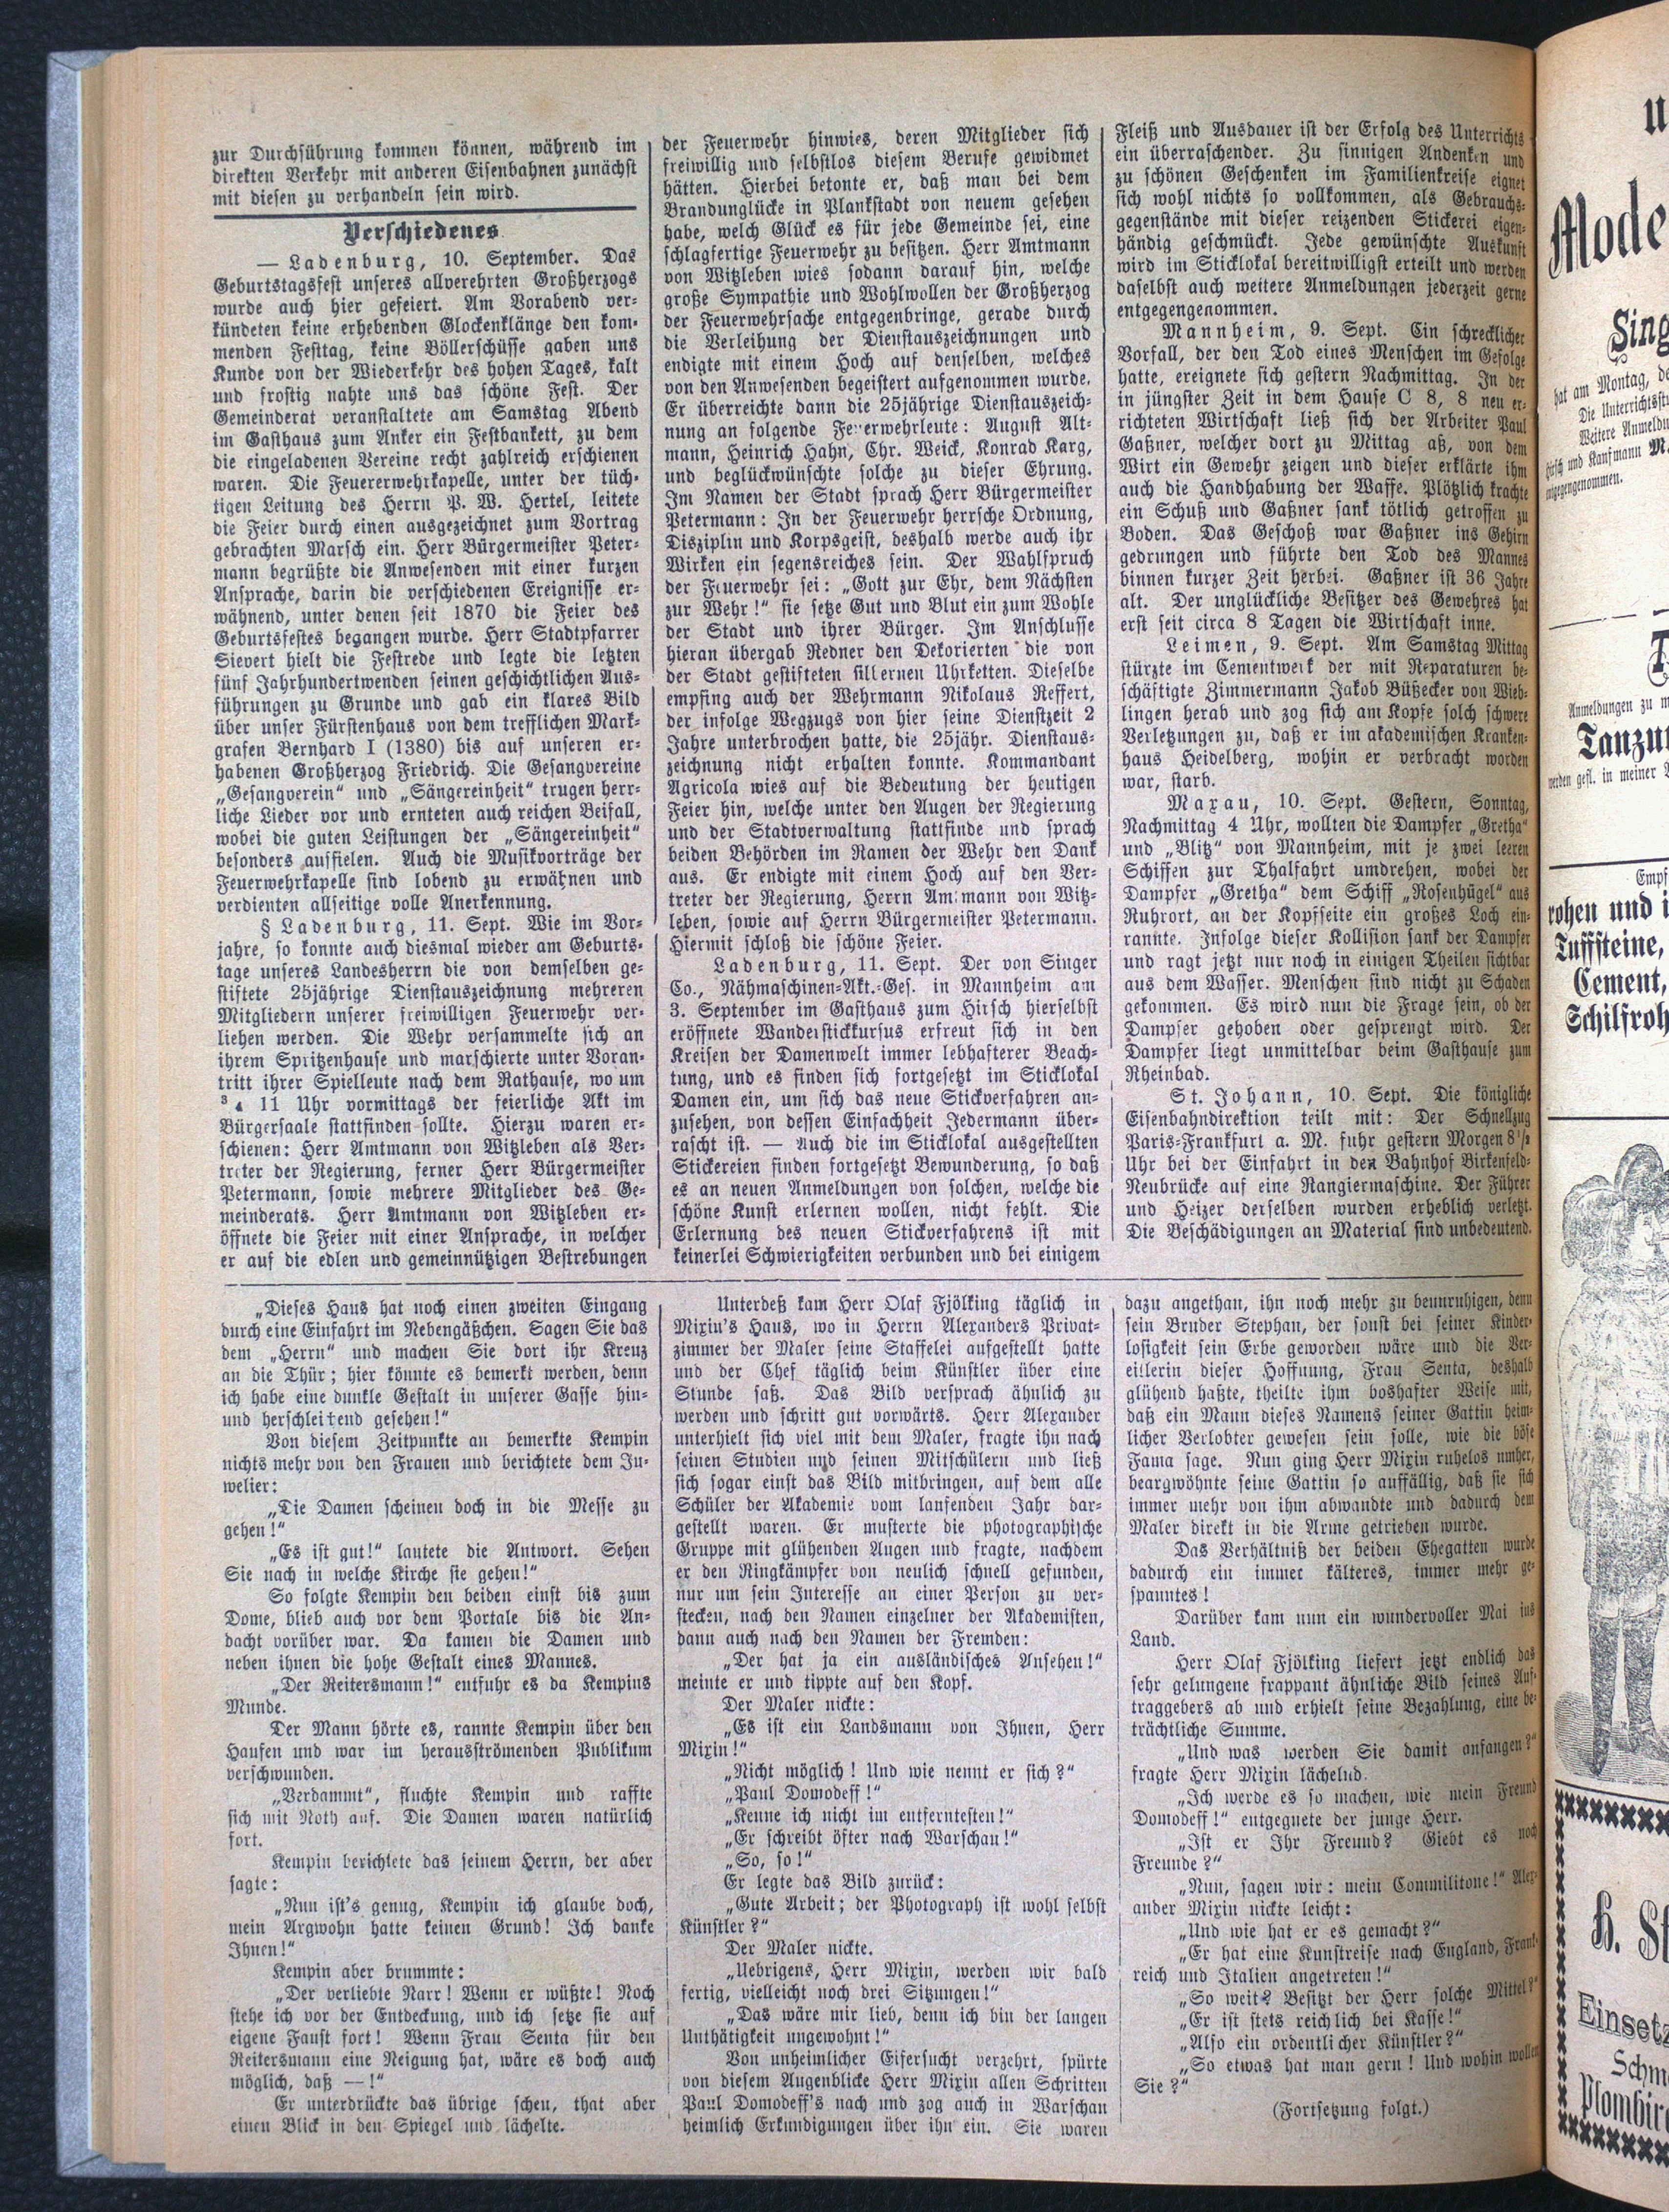 zur Durchführung kommen können, während im
direkten Verkehr mit anderen Eisenbahnen zunächst
mit diesen zu verhandeln sein wird.
Verschiedenes
— Ladenburg, 10. September. Das
Geburtstagsfest unseres allverehrten Großherzogs
wurde auch hier gefeiert. Am Vorabend ver-
kündeten keine erhebenden Glockenklänge den kom-
menden Festtag, keine Böllerschüsse gaben uns
Kunde von der Wiederkehr des hohen Tages, kalt
und frostig nahte uns das schöne Fest. Der
Gemeinderat veranstaltete am Samstag Abend
im Gasthaus zum Anker ein Festbankett, zu dem
die eingeladenen Vereine recht zahlreich erschienen
waren. Die Feuererwehrkapelle, unter der tüch-
tigen Leitung des Herrn P. W. Hertel, leitete
die Feier durch einen ausgezeichnet zum Vortrag
gebrachten Marsch ein. Herr Bürgermeister Peter-
mann begrüßte die Anwesenden mit einer kurzen
Ansprache, darin die verschiedenen Ereignisse er-
wähnend, unter denen seit 1870 die Feier des
Geburtsfestes begangen wurde. Herr Stadtpfarrer
Sievert hielt die Festrede und legte die letzten
fünf Jahrhundertwenden seinen geschichtlichen Aus-
führungen zu Grunde und gab ein klares Bild
über unser Fürstenhaus von dem trefflichen Mark-
grafen Bernhard I (1380) bis auf unseren er-
habenen Großherzog Friedrich. Die Gesangvereine
„Gesangverein“ und „Sängereinheit“ trugen herr-
liche Lieder vor und ernteten auch reichen Beifall,
wobei die guten Leistungen der „Sängereinheit“
besonders auffielen. Auch die Musikvorträge der
Feuerwehrkapelle sind lobend zu erwähnen und
verdienten allseitige volle Anerkennung.
§ Ladenburg, 11. Sept. Wie im Vor-
jahre, so konnte auch diesmal wieder am Geburts-
tage unseres Landesherrn die von demselben ge-
stiftete 25jährige Dienstauszeichnung mehreren
Mitgliedern unserer freiwilligen Feuerwehr ver-
liehen werden. Die Wehr versammelte sich an
ihrem Spritzenhause und marschierte unter Voran-
tritt ihrer Spielleute nach dem Rathause, wo um
3/4 11 Uhr vormittags der feierliche Akt im
Bürgersaale stattfinden sollte. Hierzu waren er-
schienen: Herr Amtmann von Witzleben als Ver-
treter der Regierung, ferner Herr Bürgermeister
Petermann, sowie mehrere Mitglieder des Ge-
meinderats. Herr Amtmann von Witzleben er-
öffnete die Feier mit einer Ansprache, in welcher
er auf die edlen und gemeinnützigen Bestrebungen
der Feuerwehr hinwies, deren Mitglieder sich
freiwillig und selbstlos diesem Berufe gewidmet
hätten. Hierbei betonte er, daß man bei dem
Brandunglücke in Plankstadt von neuem gesehen
habe, welch Glück es für jede Gemeinde sei, eine
schlagfertige Feuerwehr zu besitzen. Herr Amtmann
von Witzleben wies sodann darauf hin, welche
große Sympathie und Wohlwollen der Großherzog
der Feuerwehrsache entgegenbringe, gerade durch
die Verleihung der Dienstauszeichnungen und
endigte mit einem Hoch auf denselben, welches
von den Anwesenden begeistert aufgenommen wurde.
Er überreichte dann die 25jährige Dienstauszeich-
nung an folgende Feuerwehrleute: August Alt-
mann, Heinrich Hahn, Chr. Weick, Konrad Karg,
und beglückwünschte solche zu dieser Ehrung.
Im Namen der Stadt sprach Herr Bürgermeister
Petermann: In der Feuerwehr herrsche Ordnung,
Disziplin und Korpsgeist, deshalb werde auch ihr
Wirken ein segensreiches sein. Der Wahlspruch
der Feuerwehr sei: „Gott zur Ehr, dem Nächsten
zur Wehr!“ sie setze Gut und Blut ein zum Wohle
der Stadt und ihrer Bürger. Im Anschlusse
hieran übergab Redner den Dekorierten die von
der Stadt gestifteten silbernen Uhrketten. Dieselbe
empfing auch der Wehrmann Nikolaus Reffert,
der infolge Wegzugs von hier seine Dienstzeit 2
Jahre unterbrochen hatte, die 25jähr. Dienstaus-
zeichnung nicht erhalten konnte. Kommandant
Agricola wies auf die Bedeutung der heutigen
Feier hin, welche unter den Augen der Regierung
und der Stadtverwaltung stattfinde und sprach
beiden Behörden im Namen der Wehr den Dank
aus. Er endigte mit einem Hoch auf den Ver-
treter der Regierung, Herrn Amtmann von Witz-
leben, sowie auf Herrn Bürgermeister Petermann.
Hiermit schloß die schöne Feier.
Ladenburg, 11. Sept. Der von Singer
Co., Nähmaschinen-Akt.-Ges. in Mannheim am
3. September im Gasthaus zum Hirsch hierselbst
eröffnete Wanderstickkursus erfreut sich in den
Kreisen der Damenwelt immer lebhafterer Beach-
tung, und es finden sich fortgesetzt im Sticklokal
Damen ein, um sich das neue Stickverfahren an-
zusehen, von dessen Einfachheit Jedermann über-
rascht ist. — Auch die im Sticklokal ausgestellten
Stickereien finden fortgesetzt Bewunderung, so daß
es an neuen Anmeldungen von solchen, welche die
schöne Kunst erlernen wollen, nicht fehlt. Die
Erlernung des neuen Stickverfahrens ist mit
keinerlei Schwierigkeiten verbunden und bei einigem
Fleiß und Ausdauer ist der Erfolg des Unterrichts
ein überraschender. Zu sinnigen Andenken und
zu schönen Geschenken im Familienkreise eignet
sich wohl nichts so vollkommen, als Gebrauchs-
gegenstände mit dieser reizenden Stickerei eigen-
händig geschmückt. Jede gewünschte Auskunft
wird im Sticklokal bereitwilligst erteilt und werden
daselbst auch weitere Anmeldungen jederzeit gerne
entgegengenommen.
Mannheim, 9. Sept. Ein schrecklicher
Vorfall, der den Tod eines Menschen im Gefolge
hatte, ereignete sich gestern Nachmittag. In der
in jüngster Zeit in dem Hause C 8, 8 neu er-
richteten Wirtschaft ließ sich der Arbeiter Paul
Gaßner, welcher dort zu Mittag aß, von dem
Wirt ein Gewehr zeigen und dieser erklärte ihm
auch die Handhabung der Waffe. Plötzlich krachte
ein Schuß und Gaßner sank tötlich getroffen zu
Boden. Das Geschoß war Gaßner ins Gehirn
gedrungen und führte den Tod des Mannes
binnen kurzer Zeit herbei. Gaßner ist 36 Jahre
alt. Der unglückliche Besitzer des Gewehres hat
erst seit circa 8 Tagen die Wirtschaft inne.
Leimen, 9. Sept. Am Samstag Mittag
stürzte im Cementwerk der mit Reparaturen be-
schäftigte Zimmermann Jakob Büßecker von Wieb-
lingen herab und zog sich am Kopfe solch schwere
Verletzungen zu, daß er im akademischen Kranken-
haus Heidelberg, wohin er verbracht worden
war, starb.
Maxau, 10. Sept. Gestern, Sonntag,
Nachmittag 4 Uhr, wollten die Dampfer „Gretha“
und „Blitz“ von Mannheim, mit je zwei leeren
Schiffen zur Thalfahrt umdrehen, wobei der
Dampfer „Gretha“ dem Schiff „Rosenhügel“ aus
Ruhrort, an der Kopfseite ein großes Loch ein-
rannte. Infolge dieser Kollision sank der Dampfer
und ragt jetzt nur noch in einigen Theilen sichtbar
aus dem Wasser. Menschen sind nicht zu Schaden
gekommen. Es wird nun die Frage sein, ob der
Dampfer gehoben oder gesprengt wird. Der
Dampfer liegt unmittelbar beim Gasthause zum
Rheinbad.
St. Johann, 10. Sept. Die königliche
Eisenbahndirektion teilt mit: Der Schnellzug
Paris-Frankfurt a. M. fuhr gestern Morgen 8 1/2
Uhr bei der Einfahrt in den Bahnhof Birkenfeld-
Neubrücke auf eine Rangiermaschine. Der Führer
und Heizer derselben wurden erheblich verletzt.
Die Beschädigungen an Material sind unbedeutend.
„Dieses Haus hat noch einen zweiten Eingang
durch eine Einfahrt im Nebengäßchen. Sagen Sie das
dem „Herrn“ und machen Sie dort ihr Kreuz
an die Thür; hier könnte es bemerkt werden, denn
ich habe eine dunkle Gestalt in unserer Gasse hin-
und herschleitend gesehen!“
Von diesem Zeitpunkte an bemerkte Kempin
nichts mehr von den Frauen und berichtete dem Ju-
welier:
„Die Damen scheinen doch in die Messe zu
gehen!“
„Es ist gut!“ lautete die Antwort. Sehen
Sie nach in welche Kirche sie gehen!“
So folgte Kempin den beiden einst bis zum
Dome, blieb auch vor dem Portale bis die An-
dacht vorüber war. Da kamen die Damen und
neben ihnen die hohe Gestalt eines Mannes.
„Der Reitersmann!“ entfuhr es da Kempins
Munde.
Der Mann hörte es, rannte Kempin über den
Haufen und war im herausströmenden Publikum
verschwunden.
„Verdammt“, fluchte Kempin und raffte
sich mit Noth auf. Die Damen waren natürlich
fort.
Kempin berichtete das seinem Herrn, der aber
sagte:
„Nun ist's genug, Kempin ich glaube doch,
mein Argwohn hatte keinen Grund! Ich danke
Ihnen!“
Kempin aber brummte:
„Der verliebte Narr! Wenn er wüßte! Noch
stehe ich vor der Entdeckung, und ich setze sie auf
eigene Faust fort! Wenn Frau Senta für den
Reitersmann eine Neigung hat, wäre es doch auch
möglich, daß —!“
Er unterdrückte das übrige scheu, that aber
einen Blick in den Spiegel und lächelte.
Unterdeß kam Herr Olaf Fjölking täglich in
Mixin's Haus, wo in Herrn Alexanders Privat-
zimmer der Maler seine Staffelei aufgestellt hatte
und der Chef täglich beim Künstler über eine
Stunde saß. Das Bild versprach ähnlich zu
werden und schritt gut vorwärts. Herr Alexander
unterhielt sich viel mit dem Maler, fragte ihn nach
seinen Studien und seinen Mitschülern und ließ
sich sogar einst das Bild mitbringen, auf dem alle
Schüler der Akademie vom laufenden Jahr dar-
gestellt waren. Er musterte die photographische
Gruppe mit glühenden Augen und fragte, nachdem
er den Ringkämpfer von neulich schnell gefunden,
nur um sein Interesse an einer Person zu ver-
stecken, nach den Namen einzelner der Akademisten,
dann auch nach den Namen der Fremden:
„Der hat ja ein ausländisches Ansehen!“
meinte er und tippte auf den Kopf.
Der Maler nickte:
„Es ist ein Landsmann von Ihnen, Herr
Mixin!“
„Nicht möglich! Und wie nennt er sich?“
„Paul Domodeff!“
„Kenne ich nicht im entferntesten!“
„Er schreibt öfter nach Warschau!“
„So, so!“
Er legte das Bild zurück:
„Gute Arbeit; der Photograph ist wohl selbst
Künstler?“
Der Maler nickte.
„Uebrigens, Herr Mixin, werden wir bald
fertig, vielleicht noch drei Sitzungen!“
„Das wäre mir lieb, denn ich bin der langen
Unthätigkeit ungewohnt!“
Von unheimlicher Eifersucht verzehrt, spürte
von diesem Augenblicke Herr Mixin allen Schritten
Paul Domodeff's nach und zog auch in Warschau
heimlich Erkundigungen über ihn ein. Sie waren
dazu angethan, ihn noch mehr zu beunruhigen, denn
sein Bruder Stephan, der sonst bei seiner Kinder-
losigkeit sein Erbe geworden wäre und die Ver-
eitlerin dieser Hoffnung, Frau Senta, deshalb
glühend haßte, theilte ihm boshafter Weise mit,
daß ein Mann dieses Namens seiner Gattin heim-
licher Verlobter gewesen sein solle, wie die böse
Fama sage. Nun ging Herr Mixin ruhelos umher,
beargwöhnte seine Gattin so auffällig, daß sie sich
immer mehr von ihm abwandte und dadurch dem
Maler direkt in die Arme getrieben wurde.
Das Verhältniß der beiden Ehegatten wurde
dadurch ein immer kälteres, immer mehr ge-
spanntes!
Darüber kam nun ein wundervoller Mai ins
Land.
Herr Olaf Fjölking liefert jetzt endlich das
sehr gelungene frappant ähnliche Bild seines Auf-
traggebers ab und erhielt seine Bezahlung, eine be-
trächtliche Summe.
„Und was werden Sie damit anfangen?“
fragte Herr Mixin lächelnd.
„Ich werde es so machen, wie mein Freund
Domodeff!“ entgegnete der junge Herr.
„Ist er Ihr Freund? Giebt es noch
Freunde?“
„Nun, sagen wir: mein Commilitone!“ Alex-
ander Mixin nickte leicht:
„Und wie hat er es gemacht?“
„Er hat eine Kunstreise nach England, Frank-
reich und Italien angetreten!“
„So weit? Besitzt der Herr solche Mittel?“
„Er ist stets reichlich bei Kasse!“
„Also ein ordentlicher Künstler?“
„So etwas hat man gern! Und wohin wollen
Sie?“
(Fortsetzung folgt.)
u
Mode
Sing
hat am Montag, de
Die Unterrichtsstu
Weitere Anmeldu
Hirsch und Kaufmann M.
entgegengenommen.
T
Anmeldungen zu m
Tanzun
werden gefl. in meiner
Empf
rohen und i
Tuffsteine,
Cement,
Schilfroh
H. St
Einsetz
Schm
Plombir